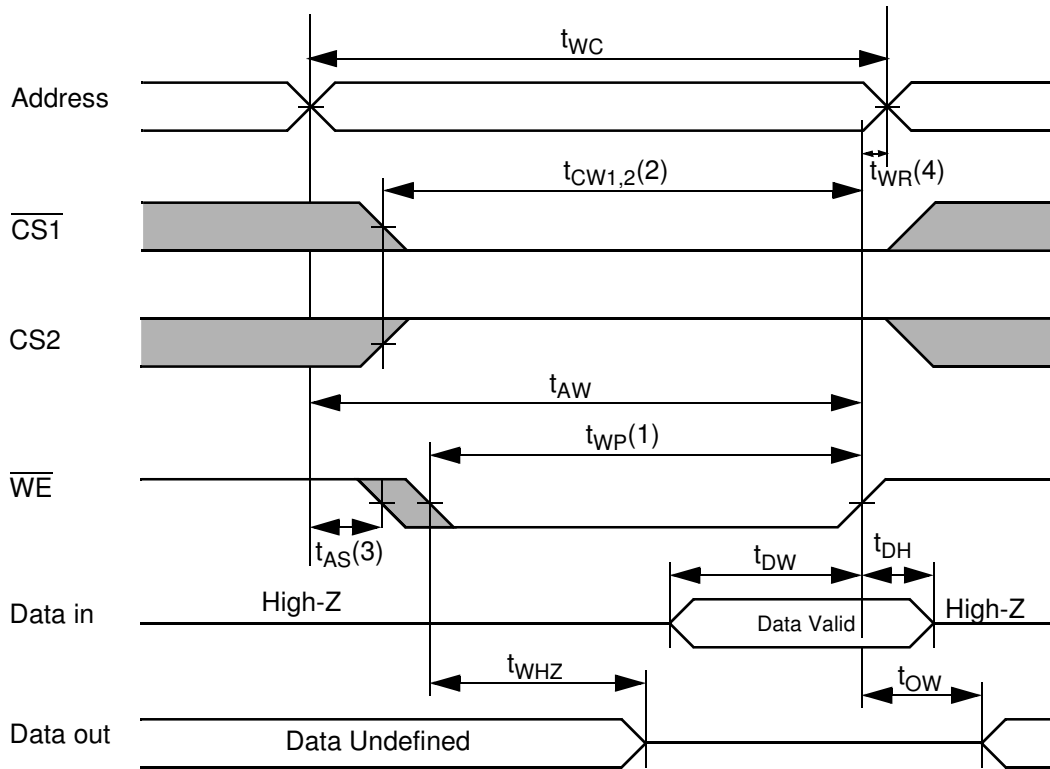 tWC
Address
tCW1,2(2)
tWR(4)
CS1
CS2
tAW
tWP(1)
WE
tAS(3)
tDW
tDH
Data in
High-Z
Data Valid
High-Z
tWHZ
tOW
Data out
Data Undefined